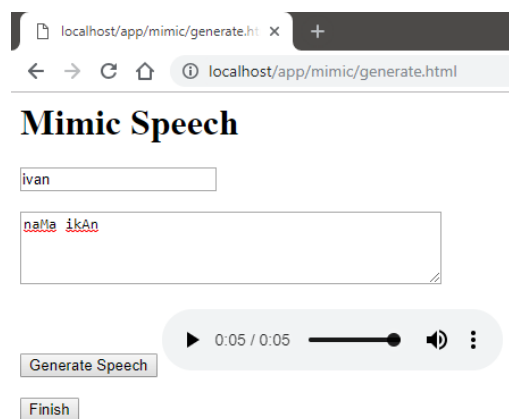 localhost/app/mimic/generate.ht
localhost/app/mimic/generate.html
Mimic Speech
ivan
naMa ikAn
0:05 / 0:05
Generate Speech
Finish